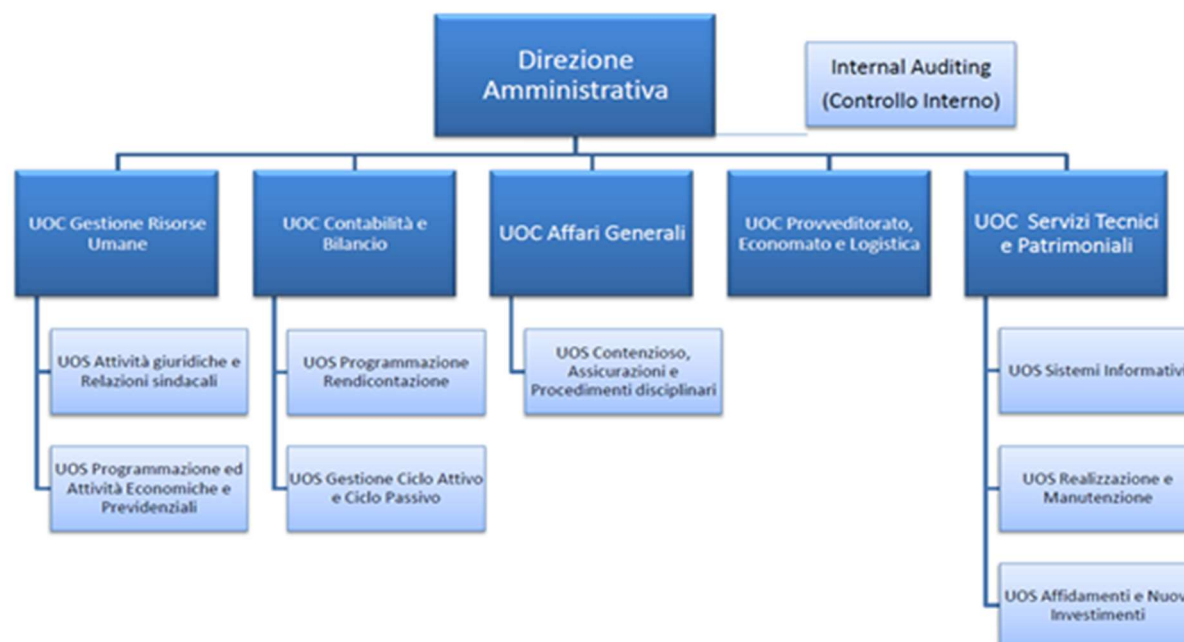 Direzione
Amministrativa
Internal Auditing
(Controllo Interno)
UOC Gestione Risorse
Umane
UOC Contabilità e
Bilancio
UOC Affari Generali
UOC Provveditorato,
Economato e Logistica
UOC Servizi Tecnici
e Patrimoniali
UOS Attività giuridiche e
Relazioni sindacali
UOS Programmazione
Rendicontazione
UOS Contenzioso,
Assicurazioni e
Procedimenti disciplinari
UOS Sistemi Informativi
UOS Programmazione ed
Attività Economiche e
Previdenziali
UOS Gestione Ciclo Attivo
e Ciclo Passivo
UOS Realizzazione e
Manutenzione
UOS Affidamenti e Nuov
Investimenti